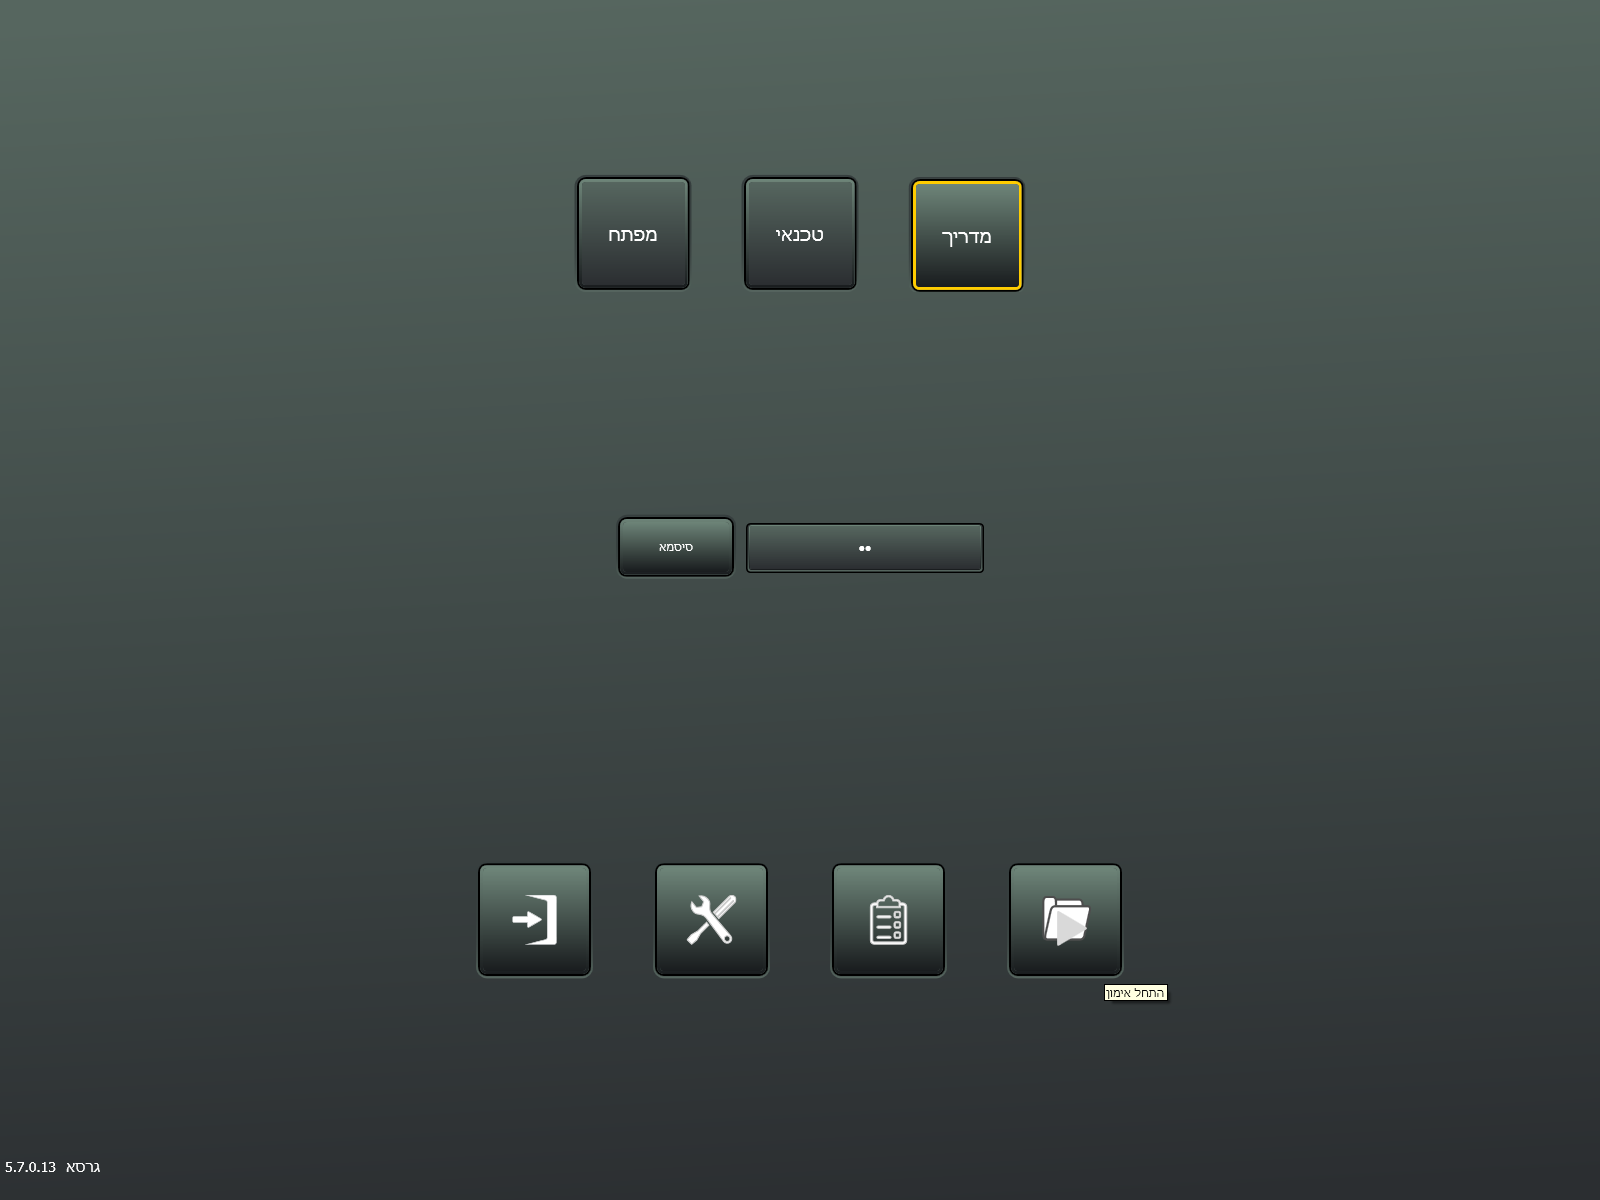 מדריך
טכנאי
מפתח
סיסמא
••
התחל אימון
גרסא 5.7.0.13